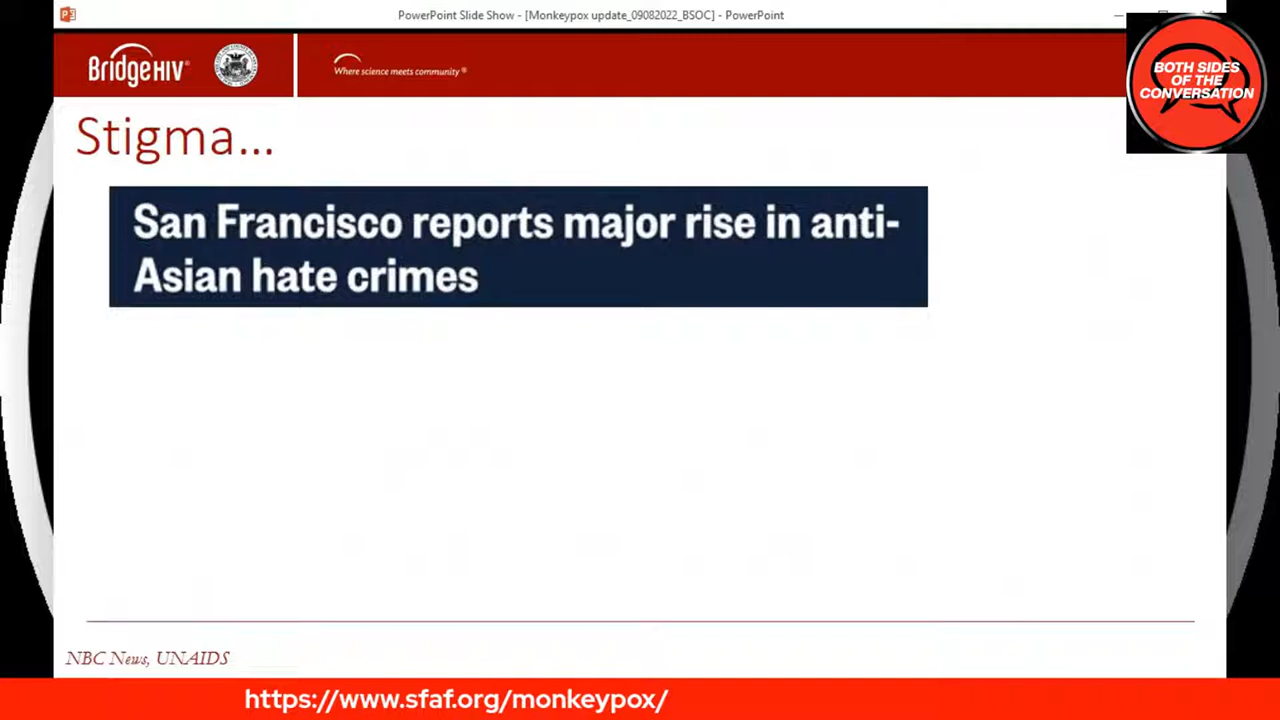 PowerPoint Slide Show - [Monkeypox update_09082022_BSOC] - PowerPoint
BridgeHIV®
Where science meets community®
BOTH SIDES
OF THE
CONVERSATION
Stigma...
San Francisco reports major rise in anti-
Asian hate crimes
NBC News, UNAIDS
https://www.sfaf.org/monkeypox/